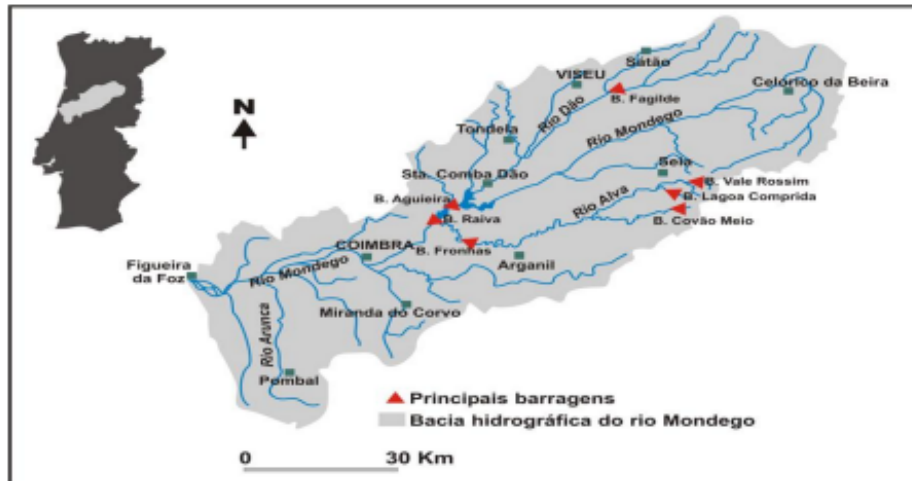 Satão
VISEU
Celorico da Beira
B. Fagilde
Rio Dão
N
Tondela
Rio Mondego
Seia
Sta. Comba Dão
B. Vale Rossim
B. Aguieira
Rio Alva
B. Lagoa Comprida
B. Raiva
B. Covão Meio
COIMBRA
B. Fronhas
Arganil
Figueira
da Foz
Rio Mondego
Miranda do Corvo
Rio Arunca
Pombal
Principais barragens
Bacia hidrográfica do rio Mondego
0 30 Km